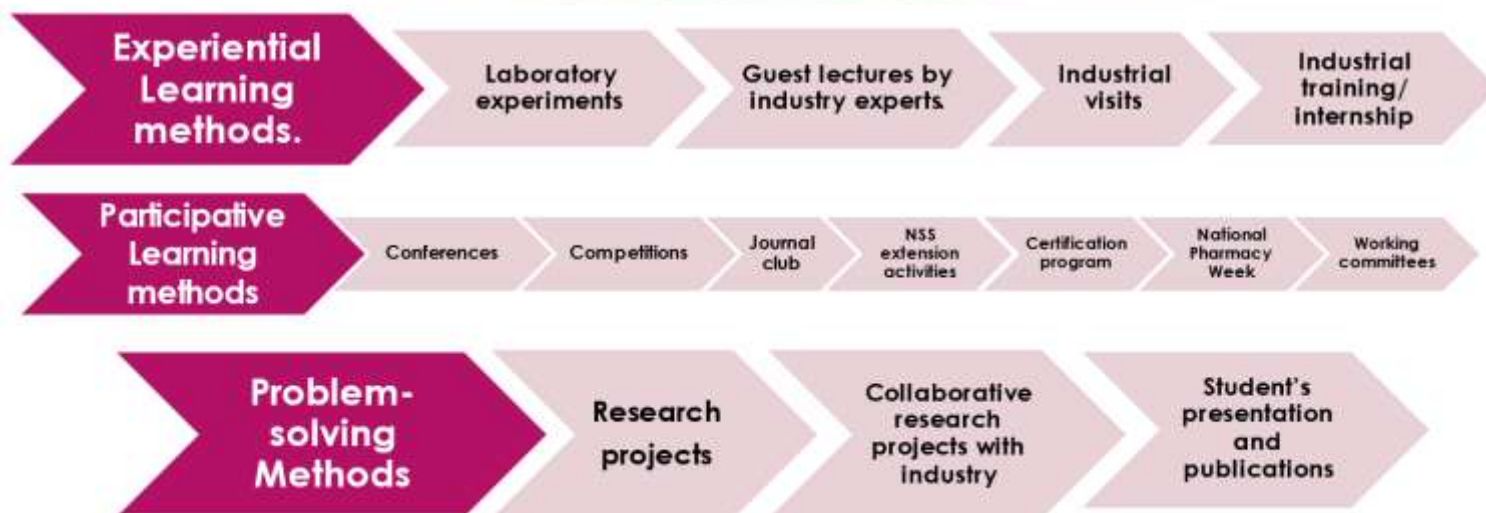 Experiential
Learning
methods.
Laboratory
experiments
Guest lectures by
industry experts.
Industrial
visits
Industrial
training/
internship
Participative
Learning
methods
Conferences
Competitions
Journal
club
NSS
extension
activities
Certification
program
National
Pharmacy
Week
Working
committees
Problem-
solving
Methods
Research
projects
Collaborative
research
projects with
industry
Student’s
presentation
and
publications